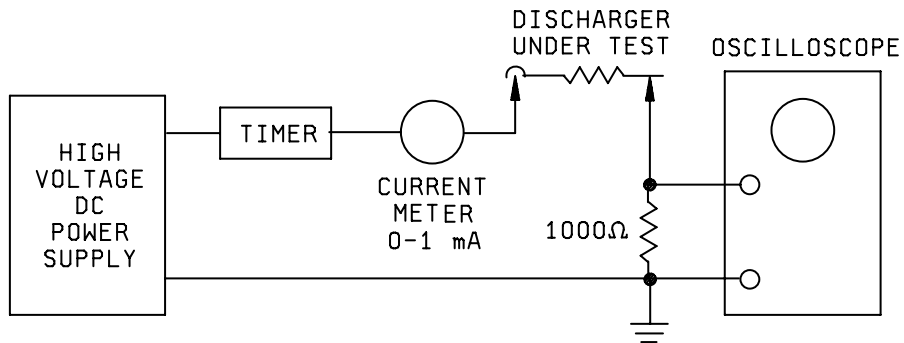 DISCHARGER
UNDER TEST
OSCILLOSCOPE
HIGH
VOLTAGE
DC
POWER
SUPPLY
TIMER
CURRENT
METER
0-1 mA
1000Ω